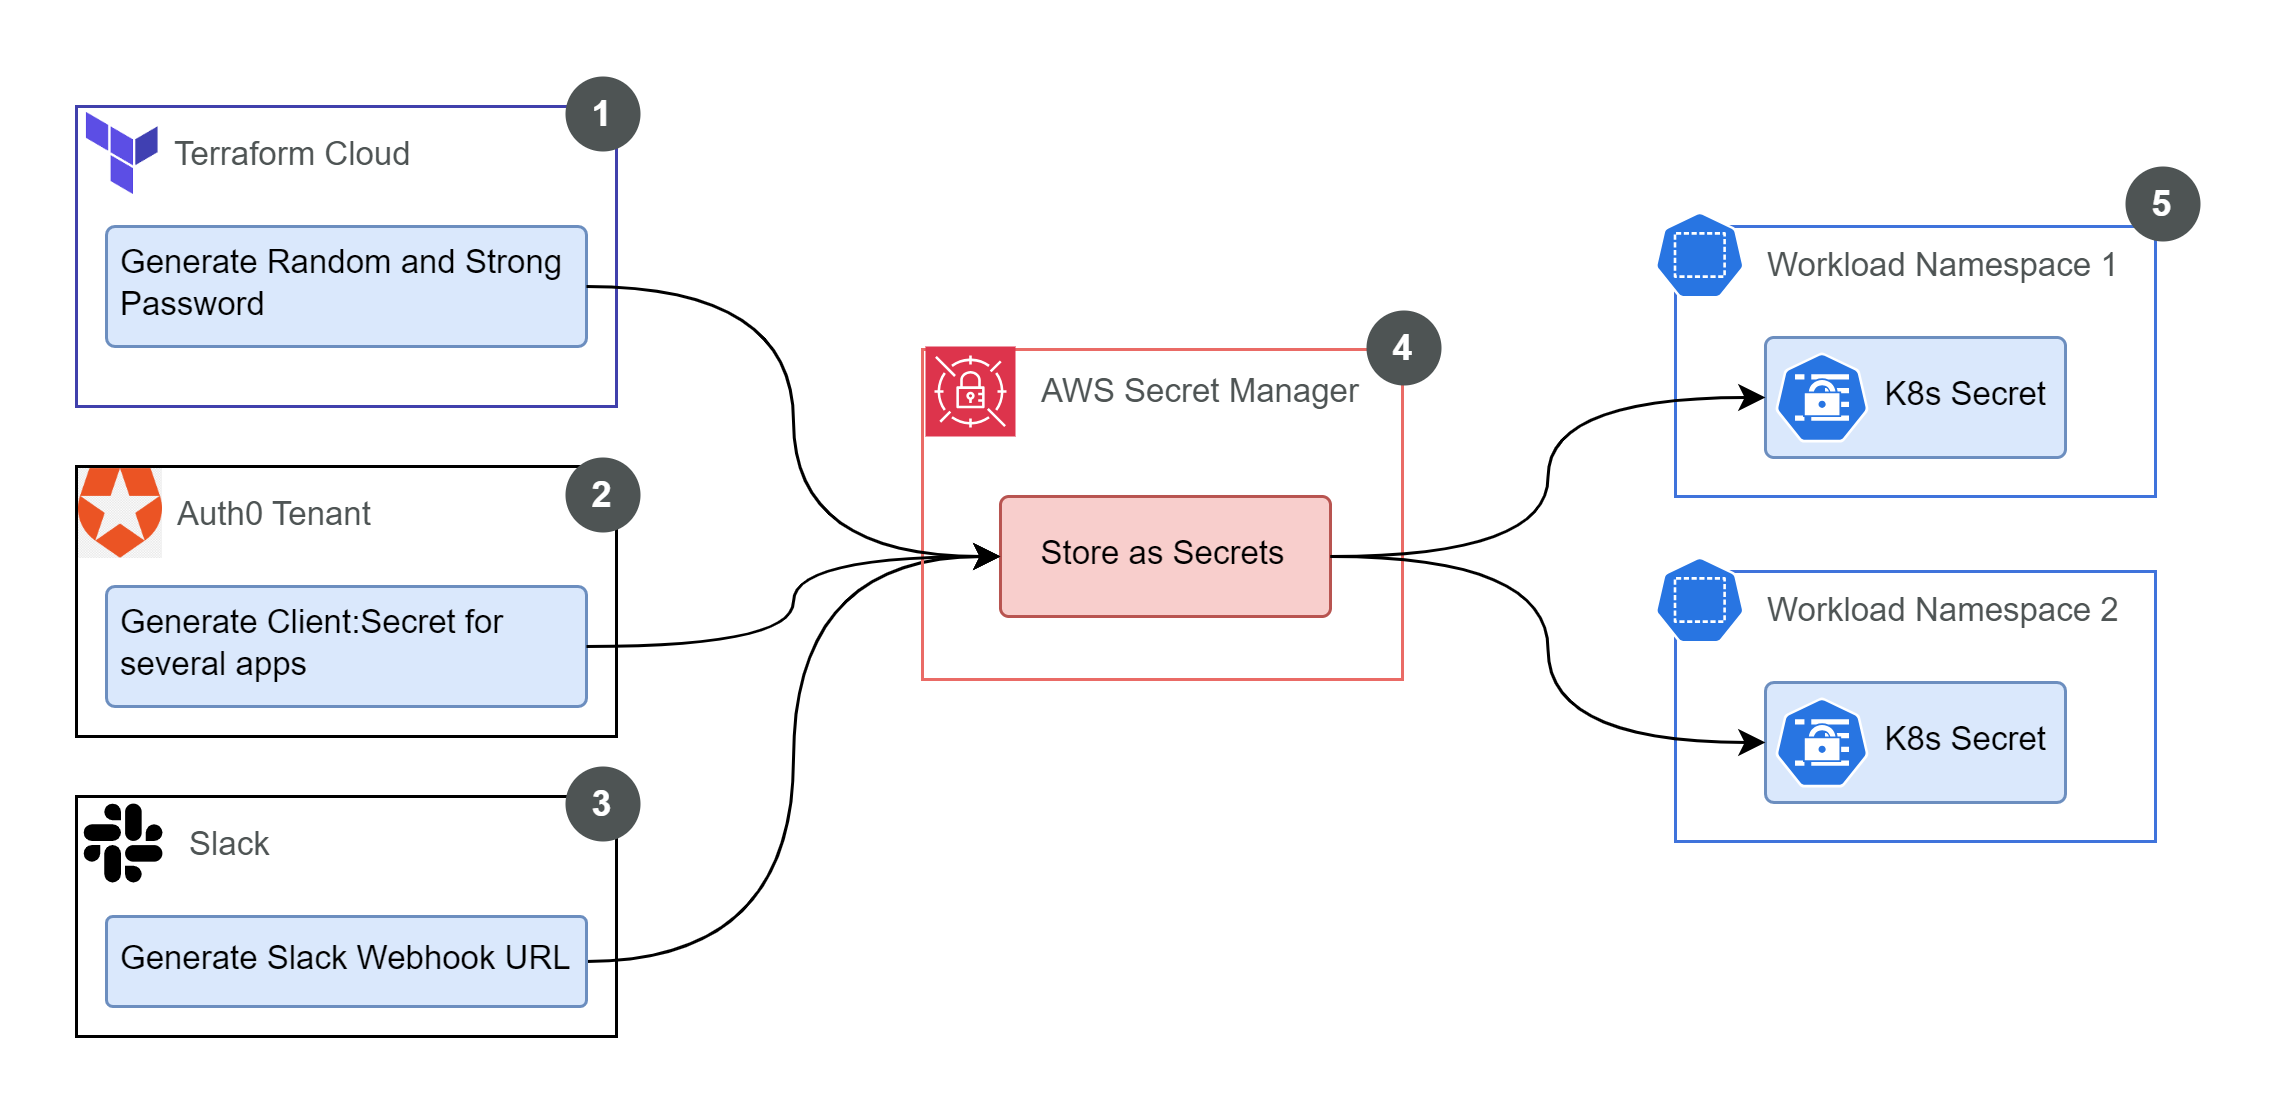 1
Terraform Cloud
Generate Random and Strong
Password
2
Auth0 Tenant
Generate Client:Secret for
several apps
3
Slack
Generate Slack Webhook URL
4
AWS Secret Manager
Store as Secrets
5
Workload Namespace 1
K8s Secret
Workload Namespace 2
K8s Secret